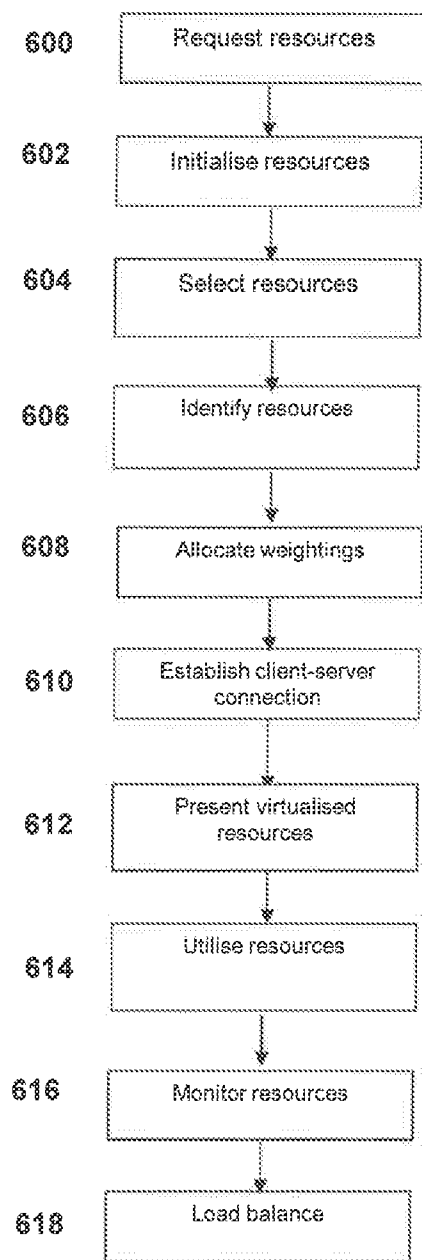 600
Request resources
602
Initialise resources
604
Select resources
606
Identify resources
608
Allocate weightings
610
Establish client-server
connection
612
Present virtualised
resources
614
Utilise resources
616
Monitor resources
618
Load balance